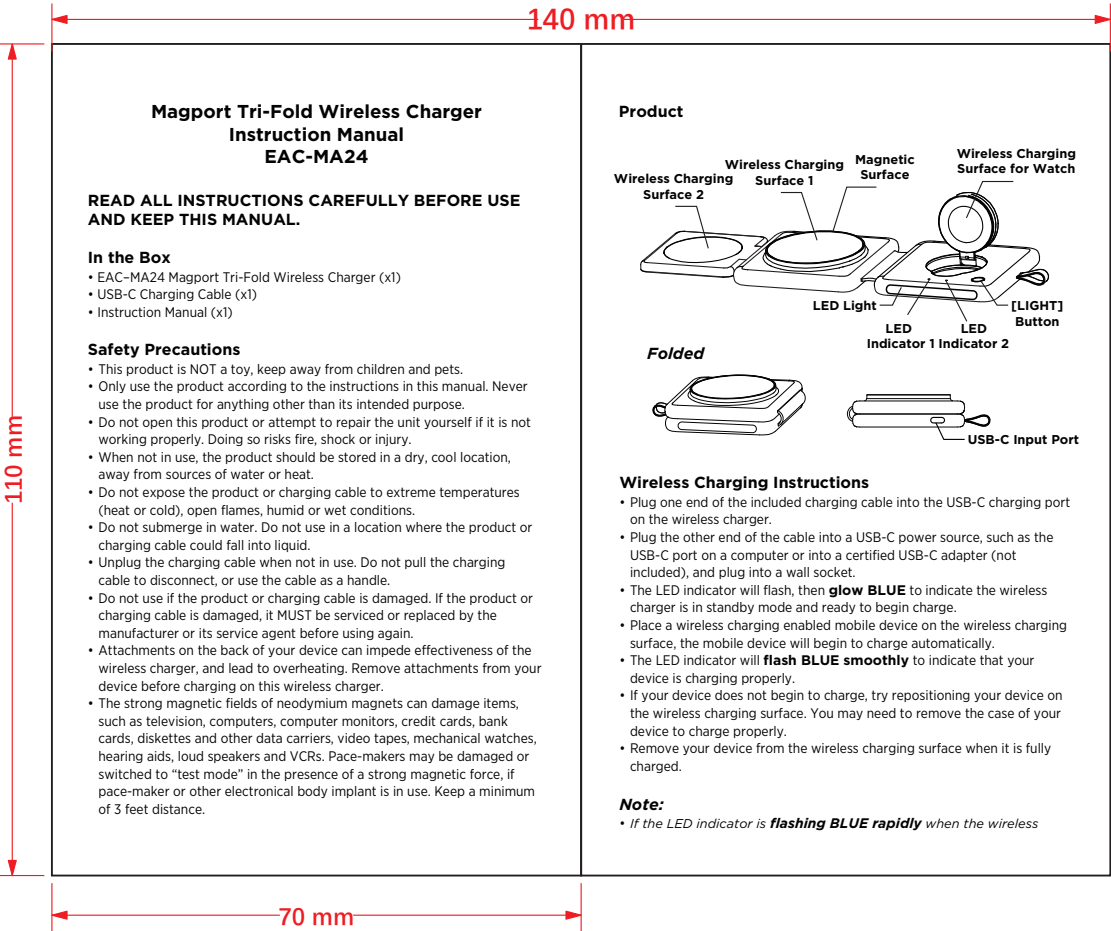 140 mm
110 mm
Magport Tri-Fold Wireless Charger
Instruction Manual
EAC-MA24
READ ALL INSTRUCTIONS CAREFULLY BEFORE USE
AND KEEP THIS MANUAL.
In the Box
• EAC–MA24 Magport Tri-Fold Wireless Charger (x1)
• USB-C Charging Cable (x1)
• Instruction Manual (x1)
Safety Precautions
• This product is NOT a toy, keep away from children and pets.
• Only use the product according to the instructions in this manual. Never
use the product for anything other than its intended purpose.
• Do not open this product or attempt to repair the unit yourself if it is not
working properly. Doing so risks fire, shock or injury.
• When not in use, the product should be stored in a dry, cool location,
away from sources of water or heat.
• Do not expose the product or charging cable to extreme temperatures
(heat or cold), open flames, humid or wet conditions.
• Do not submerge in water. Do not use in a location where the product or
charging cable could fall into liquid.
• Unplug the charging cable when not in use. Do not pull the charging
cable to disconnect, or use the cable as a handle.
• Do not use if the product or charging cable is damaged. If the product or
charging cable is damaged, it MUST be serviced or replaced by the
manufacturer or its service agent before using again.
• Attachments on the back of your device can impede effectiveness of the
wireless charger, and lead to overheating. Remove attachments from your
device before charging on this wireless charger.
• The strong magnetic fields of neodymium magnets can damage items,
such as television, computers, computer monitors, credit cards, bank
cards, diskettes and other data carriers, video tapes, mechanical watches,
hearing aids, loud speakers and VCRs. Pace-makers may be damaged or
switched to “test mode” in the presence of a strong magnetic force, if
pace-maker or other electronical body implant is in use. Keep a minimum
of 3 feet distance.
70 mm
Product
Wireless Charging
Surface 2
Wireless Charging
Surface 1
Magnetic
Surface
Wireless Charging
Surface for Watch
LED Light
LED
Indicator 1
LED
Indicator 2
[LIGHT]
Button
Folded
USB-C Input Port
Wireless Charging Instructions
• Plug one end of the included charging cable into the USB-C charging port
on the wireless charger.
• Plug the other end of the cable into a USB-C power source, such as the
USB-C port on a computer or into a certified USB-C adapter (not
included), and plug into a wall socket.
• The LED indicator will flash, then glow BLUE to indicate the wireless
charger is in standby mode and ready to begin charge.
• Place a wireless charging enabled mobile device on the wireless charging
surface, the mobile device will begin to charge automatically.
• The LED indicator will flash BLUE smoothly to indicate that your
device is charging properly.
• If your device does not begin to charge, try repositioning your device on
the wireless charging surface. You may need to remove the case of your
device to charge properly.
• Remove your device from the wireless charging surface when it is fully
charged.
Note:
• If the LED indicator is flashing BLUE rapidly when the wireless